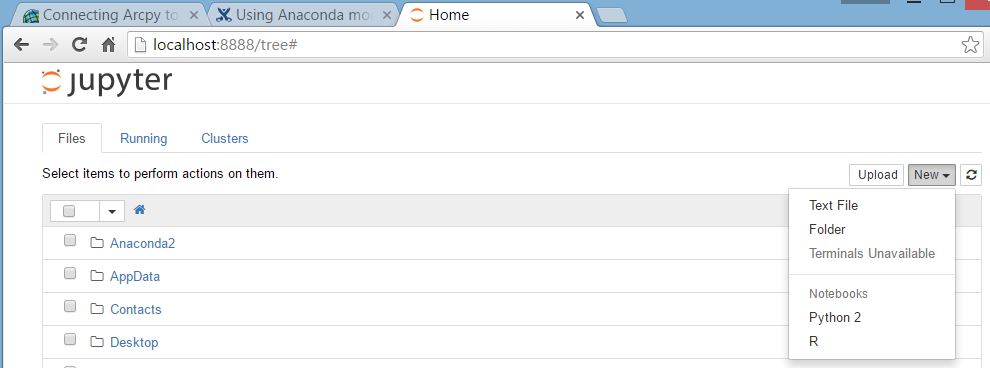 Connecting Arcpy to Using Anaconda mo Home
localhost:8888/tree#
jupyter
Files Running Clusters
Select items to perform actions on them. Upload New
Text File
Folder
Terminals Unavailable
Notebooks
Python 2
R
Anaconda2
AppData
Contacts
Desktop